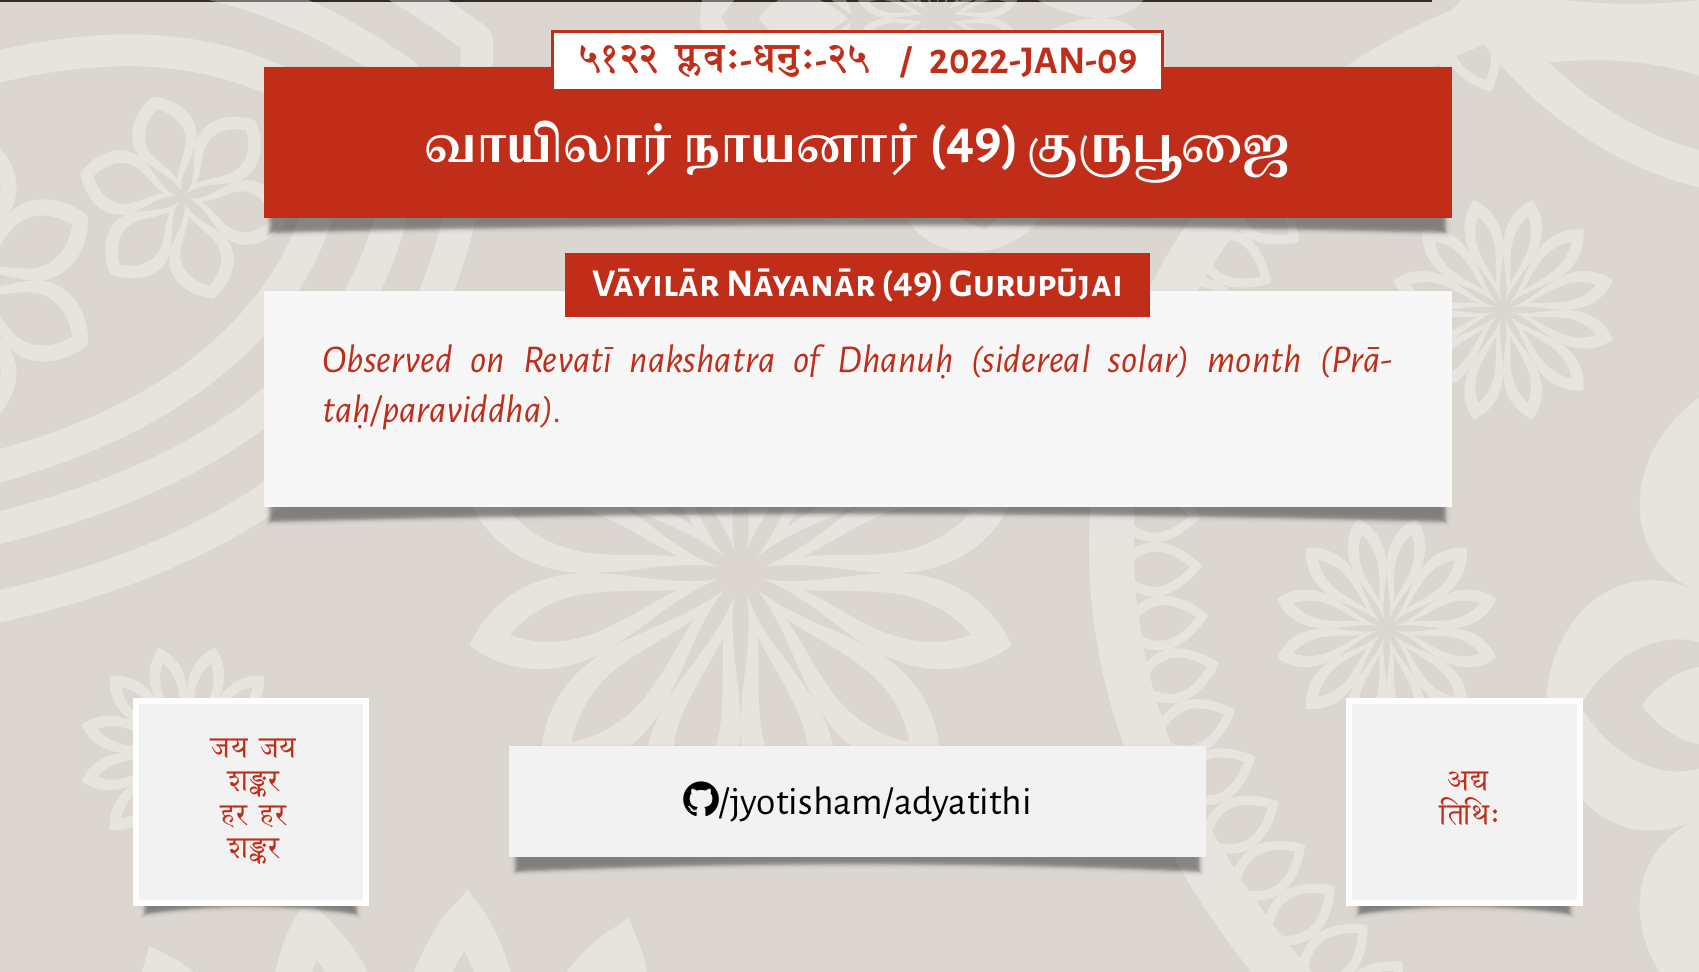 ५१२२ प्लवः-धनुः-२५ / 2022-JAN-09
வாயிலார் நாயனார் (49) குருபூஜை
Vāyilār Nāyanār (49) Gurupūjai
Observed on Revatī nakshatra of Dhanuḥ (sidereal solar) month (Prā-
taḥ/paraviddha).
जय जय
शङ्कर
हर हर
शङ्कर
/jyotisham/adyatithi
अद्य
तिथिः